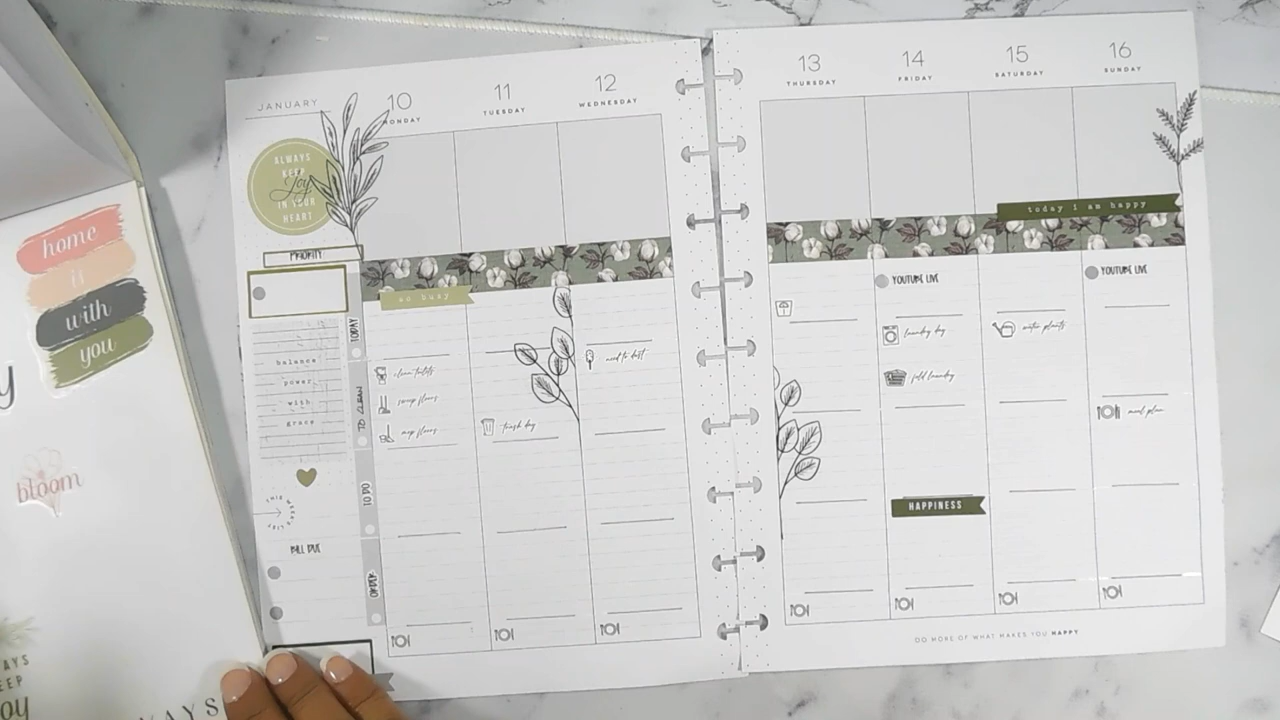 home
is
with
you
bloom
JANUARY
ALWAYS
KEEP
Joy
IN YOUR
HEART
PRIORITY
balance
power
with
grace
BILL DUE
TODAY
TO CLEAN
TO DO
ORDER
10
MONDAY
11
TUESDAY
12
WEDNESDAY
so busy
clean toilets
sweep floors
mop floors
trash day
need to dust
13
THURSDAY
14
FRIDAY
15
SATURDAY
16
SUNDAY
today i am happy
YOUTUBE LIVE
laundry day
fold laundry
HAPPINESS
water plants
YOUTUBE LIVE
meal plan
DO MORE OF WHAT MAKES YOU HAPPY